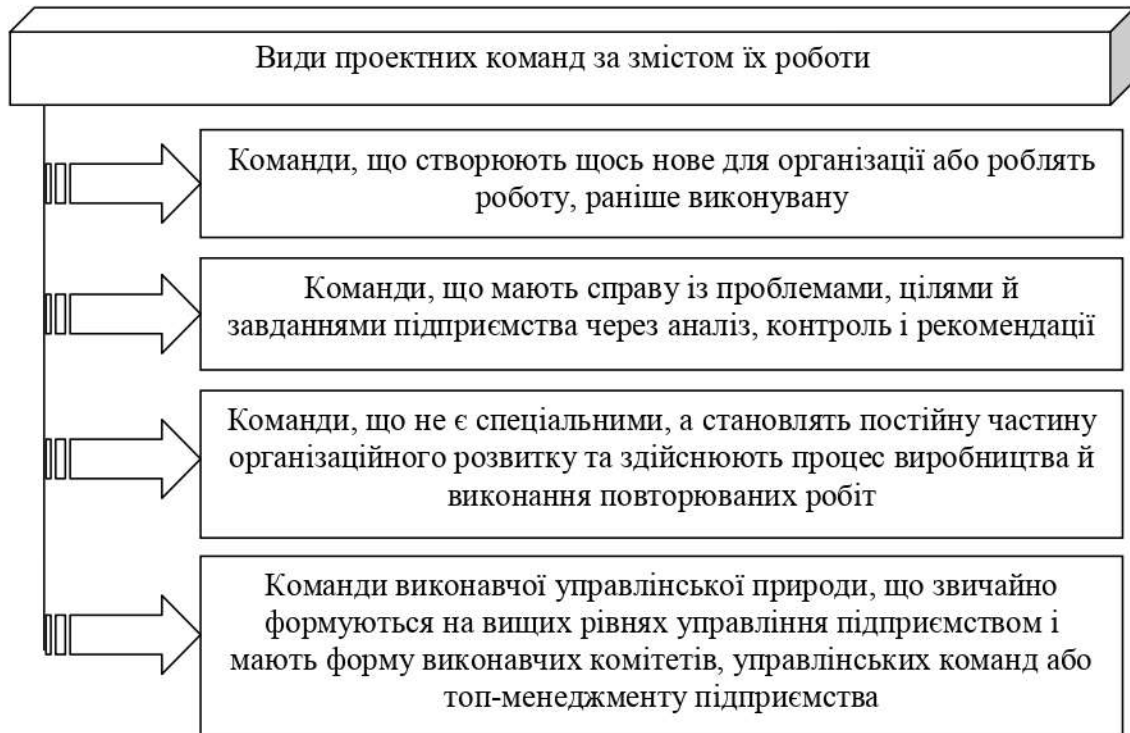 Види проектних команд за змістом їх роботи
Команди, що створюють щось нове для організації або роблять
роботу, раніше виконувану
Команди, що мають справу із проблемами, цілями й
завданнями підприємства через аналіз, контроль і рекомендації
Команди, що не є спеціальними, а становлять постійну частину
організаційного розвитку та здійснюють процес виробництва й
виконання повторюваних робіт
Команди виконавчої управлінської природи, що звичайно
формуються на вищих рівнях управління підприємством і
мають форму виконавчих комітетів, управлінських команд або
топ-менеджменту підприємства